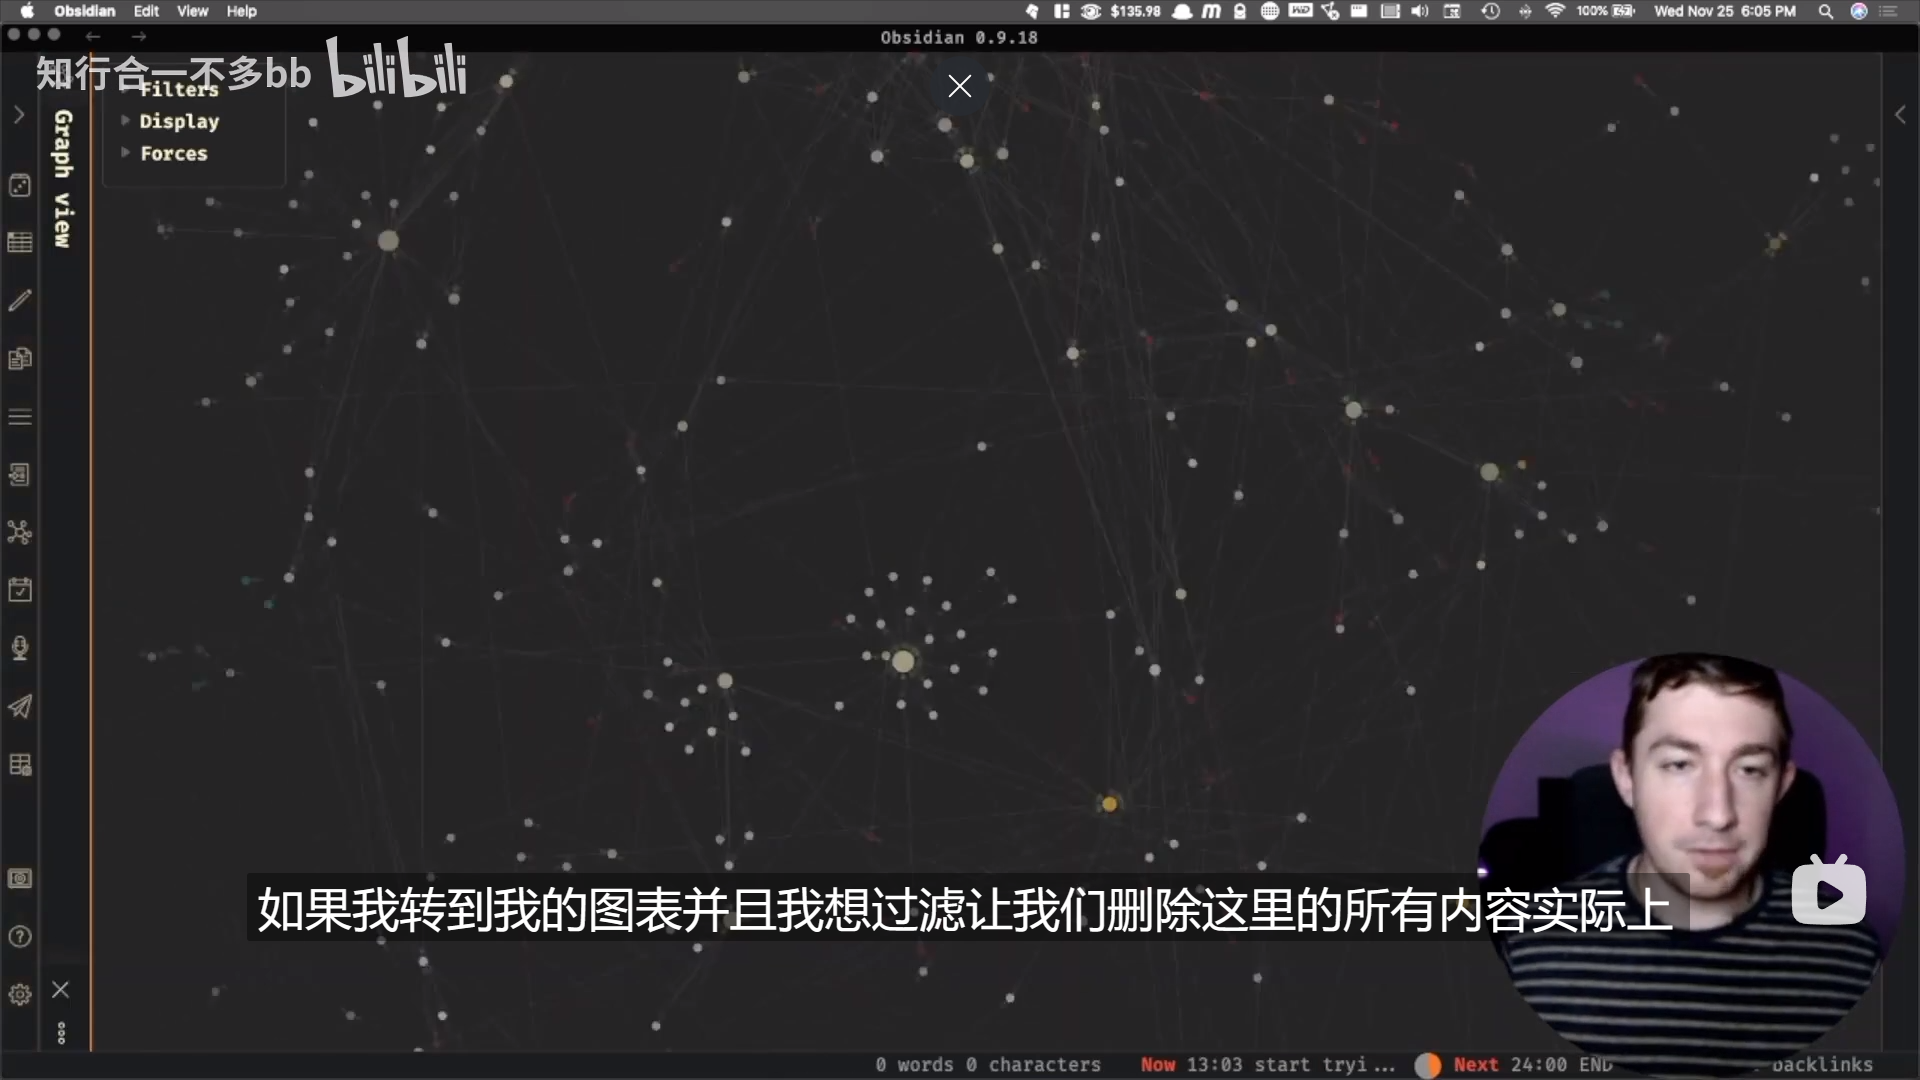 Obsidian Edit View Help
$135.98
100%
Wed Nov 25 6:05 PM
Obsidian 0.9.18
知行合一不多bb bilibili
Filters
Display
Forces
Graph view
如果我转到我的图表并且我想过滤让我们删除这里的所有内容实际上
0 words 0 characters
Now 13:03 start tryi...
Next 24:00 END
backlinks